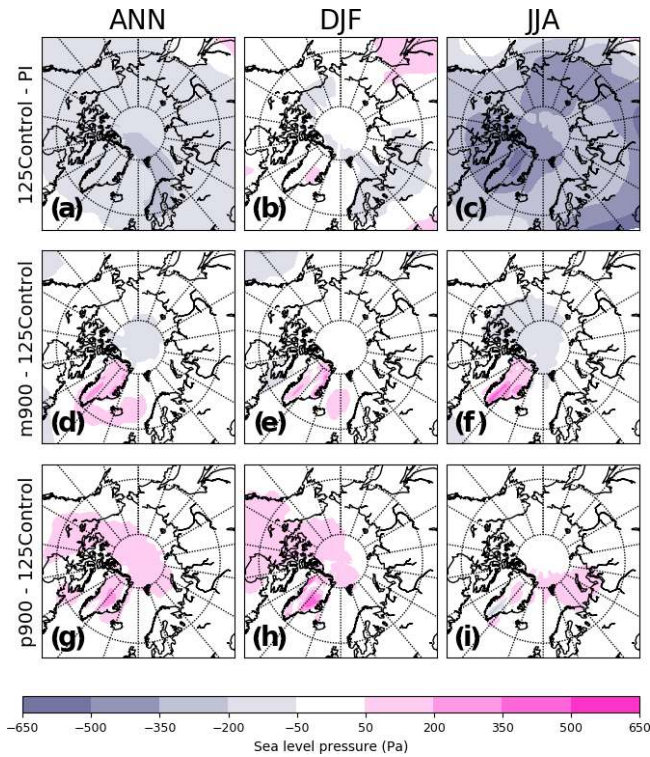 ANN DJF JJA
125Control - PI
(a) (b) (c)
m900 - 125Control
(d) (e) (f)
p900 - 125Control
(g) (h) (i)
−650 −500 −350 −200 −50 50 200 350 500 650
Sea level pressure (Pa)